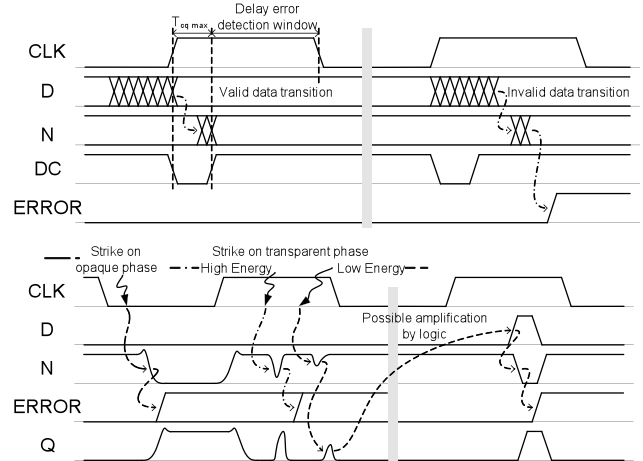 T cq max
Delay error
detection window
CLK
D
Valid data transition
Invalid data transition
N
DC
ERROR
Strike on
opaque phase
Strike on transparent phase
High Energy
Low Energy
CLK
Possible amplification
by logic
D
N
ERROR
Q